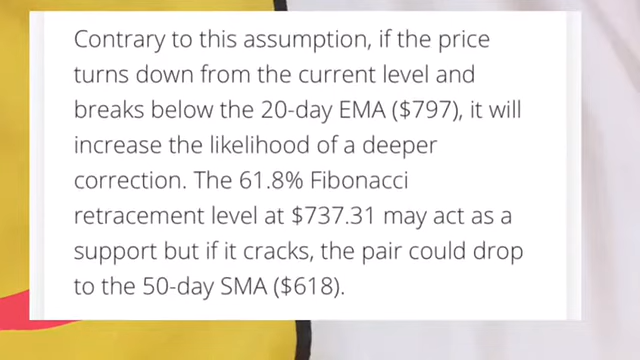 Contrary to this assumption, if the price
turns down from the current level and
breaks below the 20-day EMA ($797), it will
increase the likelihood of a deeper
correction. The 61.8% Fibonacci
retracement level at $737.31 may act as a
support but if it cracks, the pair could drop
to the 50-day SMA ($618).